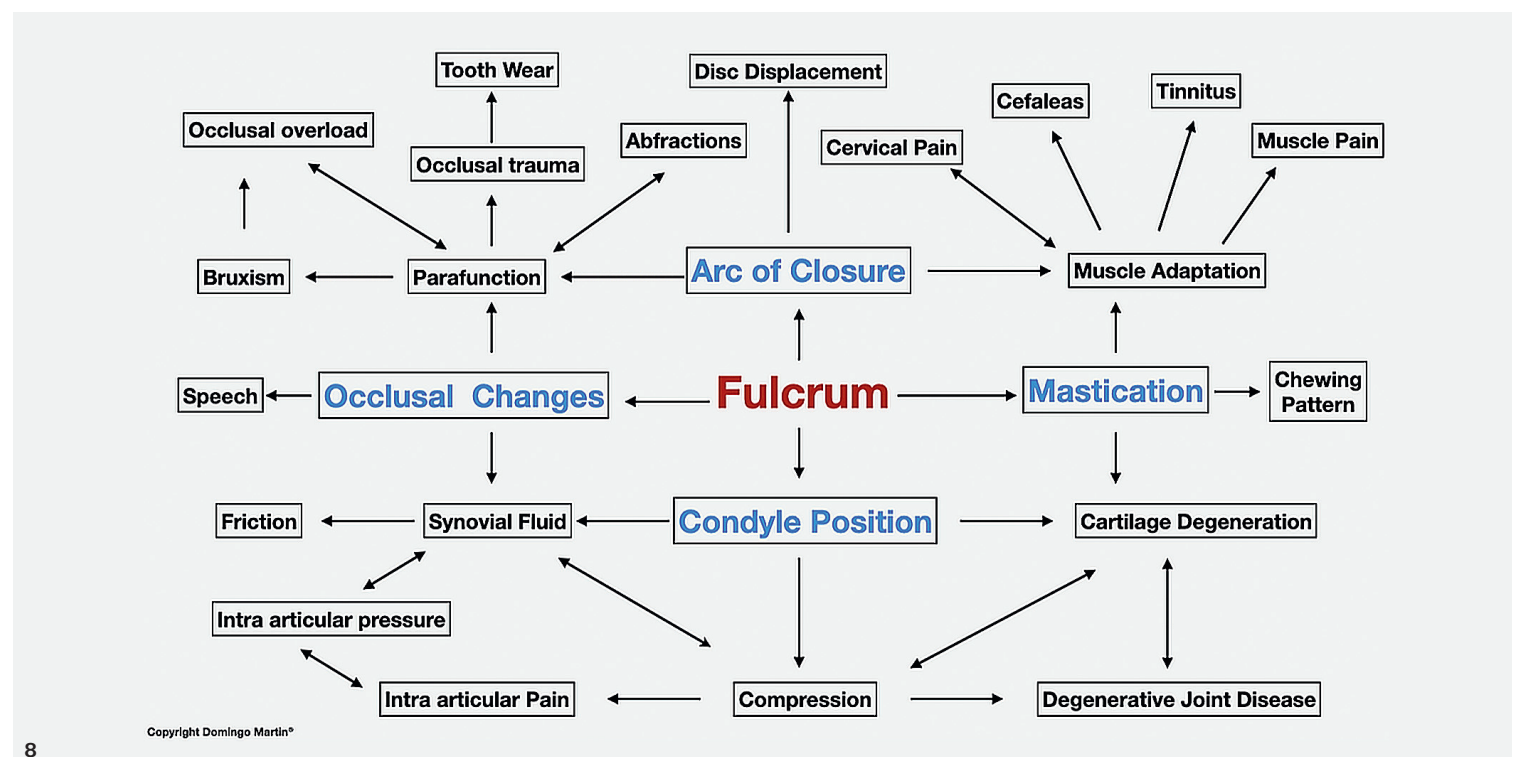 Tooth Wear
Disc Displacement
Cefaleas
Tinnitus
Occlusal overload
Occlusal trauma
Abfractions
Cervical Pain
Muscle Pain
Bruxism
Parafunction
Arc of Closure
Muscle Adaptation
Speech
Occlusal Changes
Fulcrum
Mastication
Chewing
Pattern
Friction
Synovial Fluid
Condyle Position
Cartilage Degeneration
Intra articular pressure
Intra articular Pain
Compression
Degenerative Joint Disease
Copyright Domingo Martin®
8